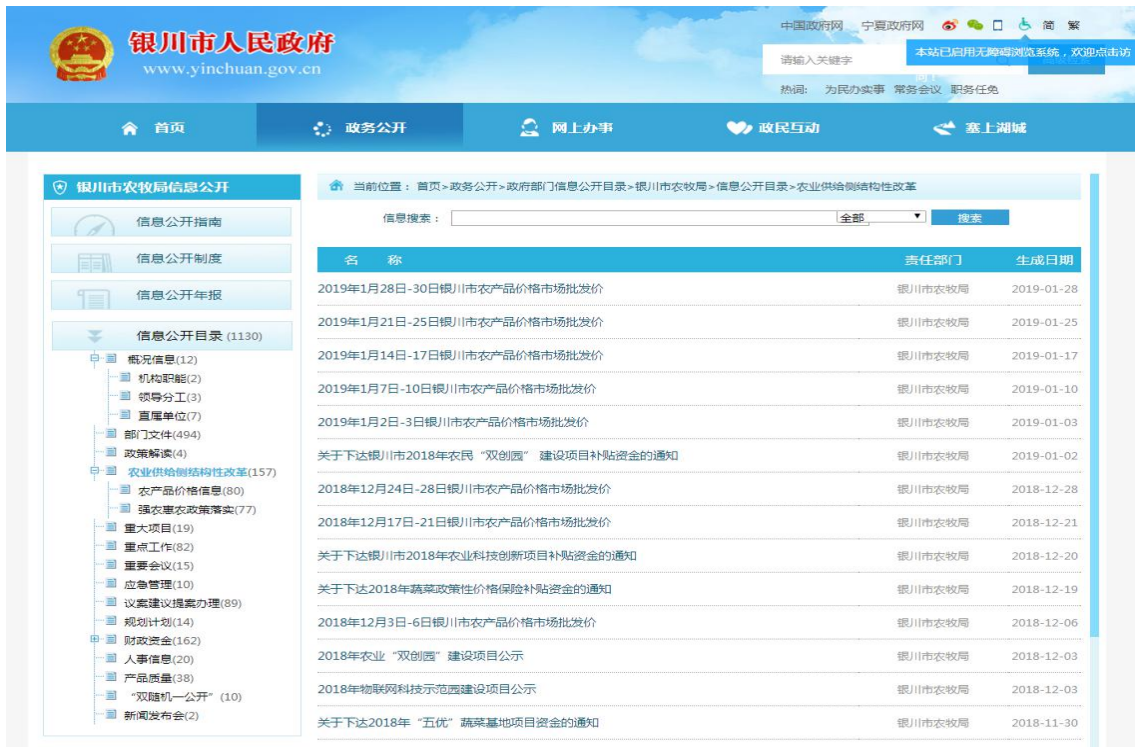 银川市人民政府
www.yinchuan.gov.cn
中国政府网 宁夏政府网 简 繁
请输入关键字
本站已启用无障碍浏览系统，欢迎点击访
热词: 为民办实事 常务会议 职务任免
首页 政务公开 网上办事 政民互动 塞上湖城
银川市农牧局信息公开
信息公开指南
信息公开制度
信息公开年报
信息公开目录 (1130)
概况信息(12)
机构职能(2)
领导分工(3)
直属单位(7)
部门文件(494)
政策解读(4)
农业供给侧结构性改革(157)
农产品价格信息(80)
强农惠农政策落实(77)
重大项目(19)
重点工作(82)
重要会议(15)
应急管理(10)
议案建议提案办理(89)
规划计划(14)
财政资金(162)
人事信息(20)
产品质量(38)
“双随机一公开” (10)
新闻发布会(2)
当前位置： 首页>政务公开>政府部门信息公开目录>银川市农牧局>信息公开目录>农业供给侧结构性改革
信息搜索： 全部 搜索
名 称 责任部门 生成日期
2019年1月28日-30日银川市农产品价格市场批发价 银川市农牧局 2019-01-28
2019年1月21日-25日银川市农产品价格市场批发价 银川市农牧局 2019-01-25
2019年1月14日-17日银川市农产品价格市场批发价 银川市农牧局 2019-01-17
2019年1月7日-10日银川市农产品价格市场批发价 银川市农牧局 2019-01-10
2019年1月2日-3日银川市农产品价格市场批发价 银川市农牧局 2019-01-03
关于下达银川市2018年农民“双创园” 建设项目补贴资金的通知 银川市农牧局 2019-01-02
2018年12月24日-28日银川市农产品价格市场批发价 银川市农牧局 2018-12-28
2018年12月17日-21日银川市农产品价格市场批发价 银川市农牧局 2018-12-21
关于下达银川市2018年农业科技创新项目补贴资金的通知 银川市农牧局 2018-12-20
关于下达2018年蔬菜政策性价格保险补贴资金的通知 银川市农牧局 2018-12-19
2018年12月3日-6日银川市农产品价格市场批发价 银川市农牧局 2018-12-06
2018年农业“双创园”建设项目公示 银川市农牧局 2018-12-03
2018年物联网科技示范园建设项目公示 银川市农牧局 2018-12-03
关于下达2018年“五优”蔬菜基地项目资金的通知 银川市农牧局 2018-11-30